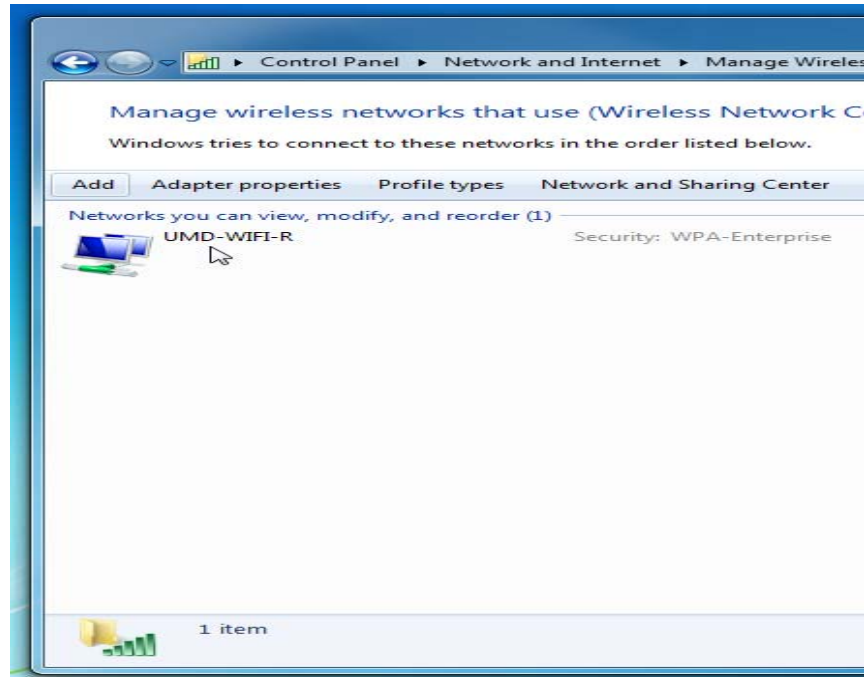 Control Panel ▸ Network and Internet ▸ Manage Wireles
Manage wireless networks that use (Wireless Network C
Windows tries to connect to these networks in the order listed below.
Add Adapter properties Profile types Network and Sharing Center
Networks you can view, modify, and reorder (1)
UMD-WIFI-R Security: WPA-Enterprise
1 item